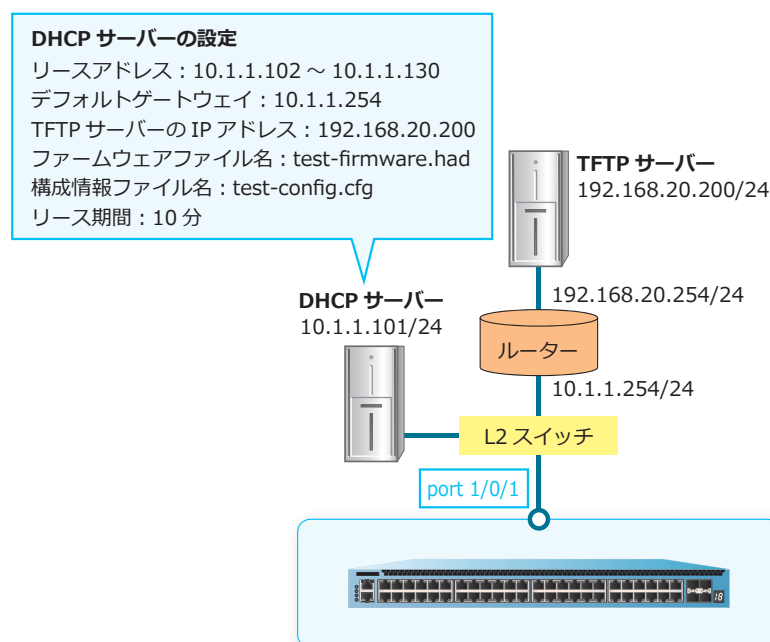 DHCP サーバーの設定
リースアドレス : 10.1.1.102 ～ 10.1.1.130
デフォルトゲートウェイ : 10.1.1.254
TFTP サーバーの IP アドレス : 192.168.20.200
ファームウェアファイル名 : test-firmware.had
構成情報ファイル名 : test-config.cfg
リース期間 : 10 分
TFTP サーバー
192.168.20.200/24
192.168.20.254/24
DHCP サーバー
10.1.1.101/24
ルーター
10.1.1.254/24
L2 スイッチ
port 1/0/1
18